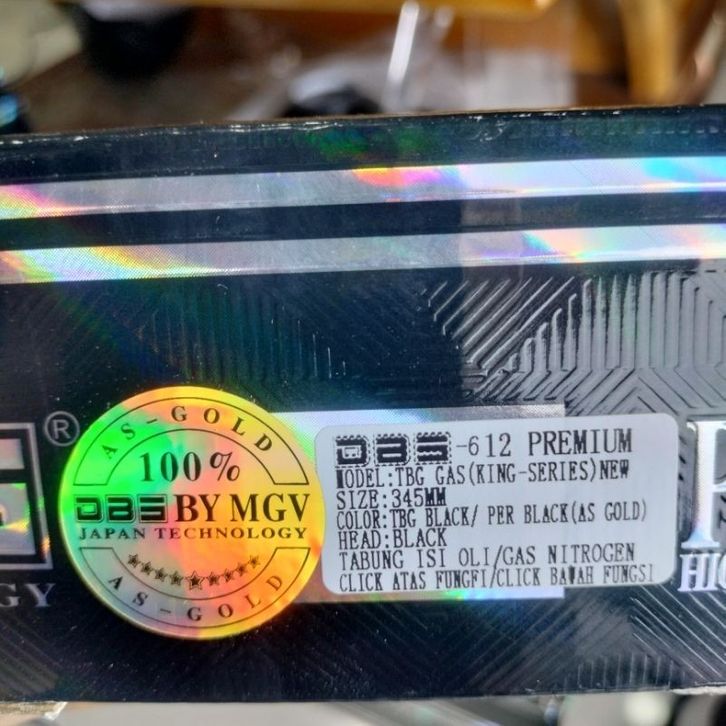 ®
GY
AS-GOLD
100%
DBS BY MGV
JAPAN TECHNOLOGY
AS-GOLD
DBS-612 PREMIUM
MODEL:TBG GAS(KING-SERIES)NEW
SIZE:345MM
COLOR:TBG BLACK/ PER BLACK(AS GOLD)
HEAD:BLACK
TABUNG ISI OLI/GAS NITROGEN
CLICK ATAS FUNGFI/CLICK BAWAH FUNGSI